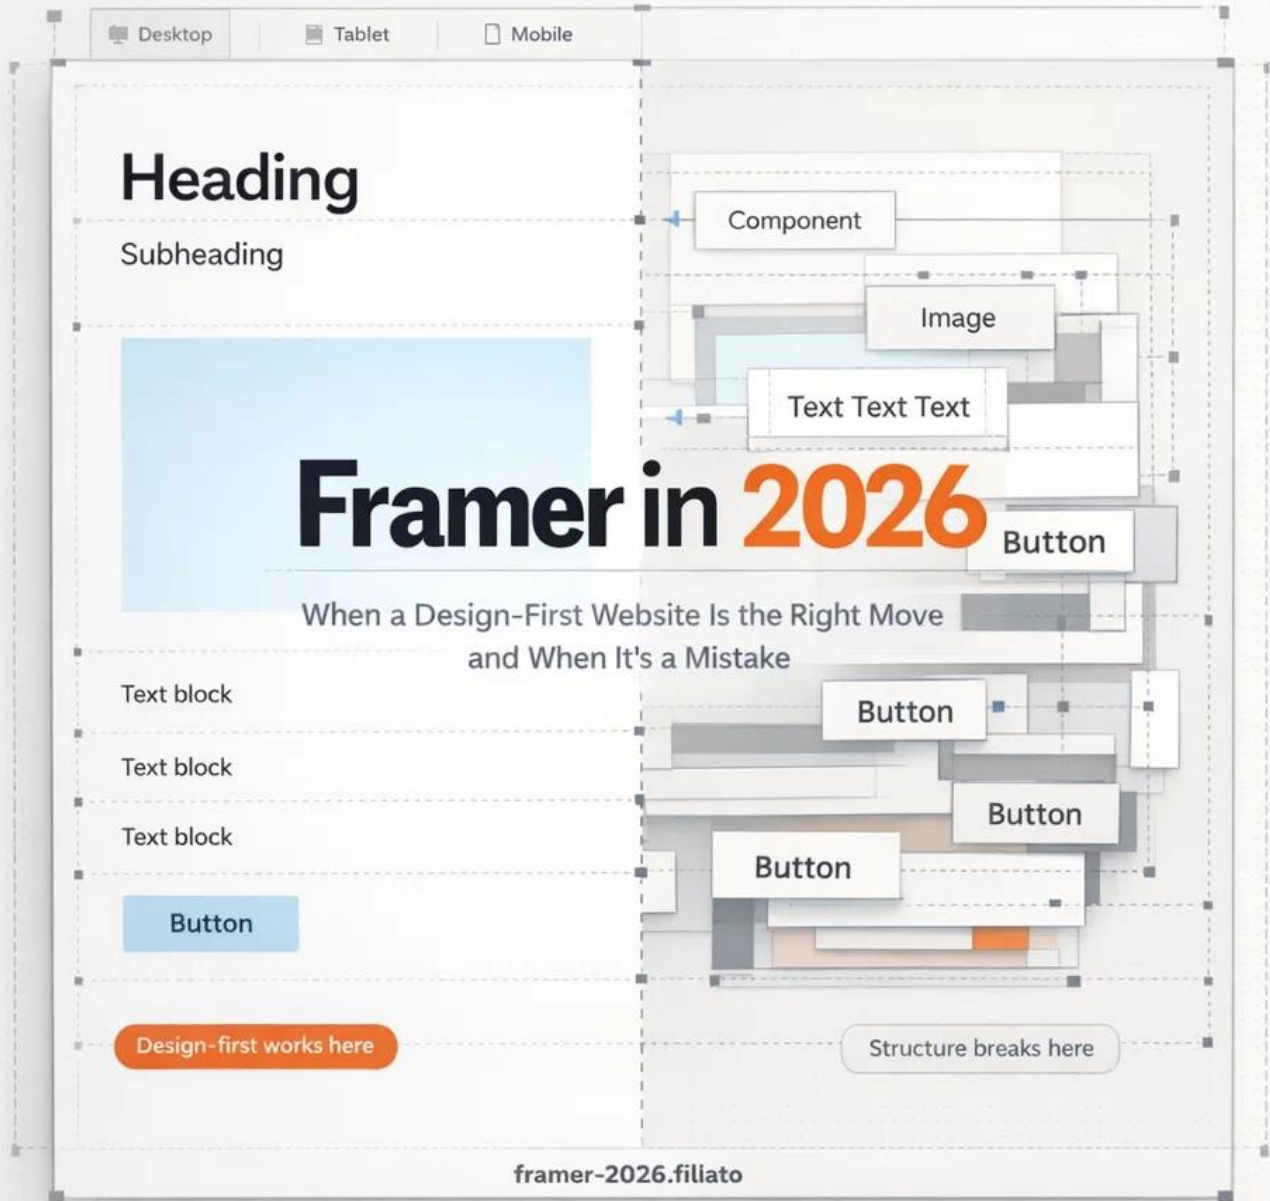 Desktop
Tablet
Mobile
Heading
Subheading
Component
Image
Text Text Text
Framer in 2026
Button
When a Design-First Website Is the Right Move
and When It's a Mistake
Text block
Button
Text block
Button
Text block
Button
Button
Design-first works here
Structure breaks here
framer-2026.filiato